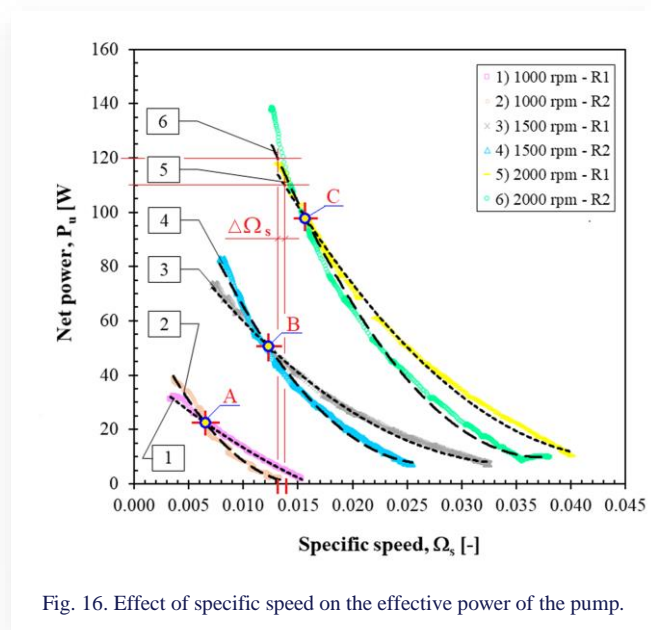 160
140
120
100
80
60
40
20
0
0.000 0.005 0.010 0.015 0.020 0.025 0.030 0.035 0.040 0.045
Net power, Pᵤ [W
Specific speed, Ωₛ [-]
1) 1000 rpm - R1
2) 1000 rpm - R2
3) 1500 rpm - R1
4) 1500 rpm - R2
5) 2000 rpm - R1
6) 2000 rpm - R2
6
5
C
ΔΩₛ
4
3
B
2
A
1
Fig. 16. Effect of specific speed on the effective power of the pump.